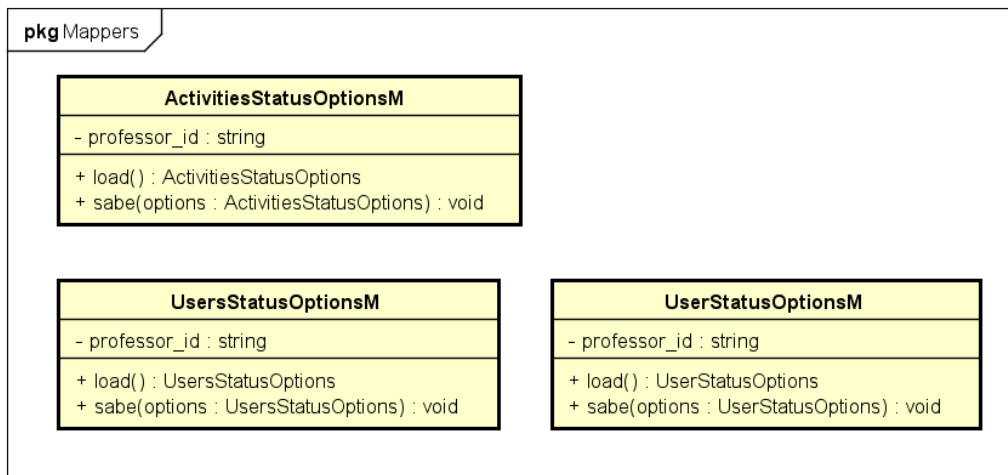 pkg Mappers
ActivitiesStatusOptionsM
- professor_id : string
+ load() : ActivitiesStatusOptions
+ sabe(options : ActivitiesStatusOptions) : void
UsersStatusOptionsM
- professor_id : string
+ load() : UsersStatusOptions
+ sabe(options : UsersStatusOptions) : void
UserStatusOptionsM
- professor_id : string
+ load() : UserStatusOptions
+ sabe(options : UserStatusOptions) : void